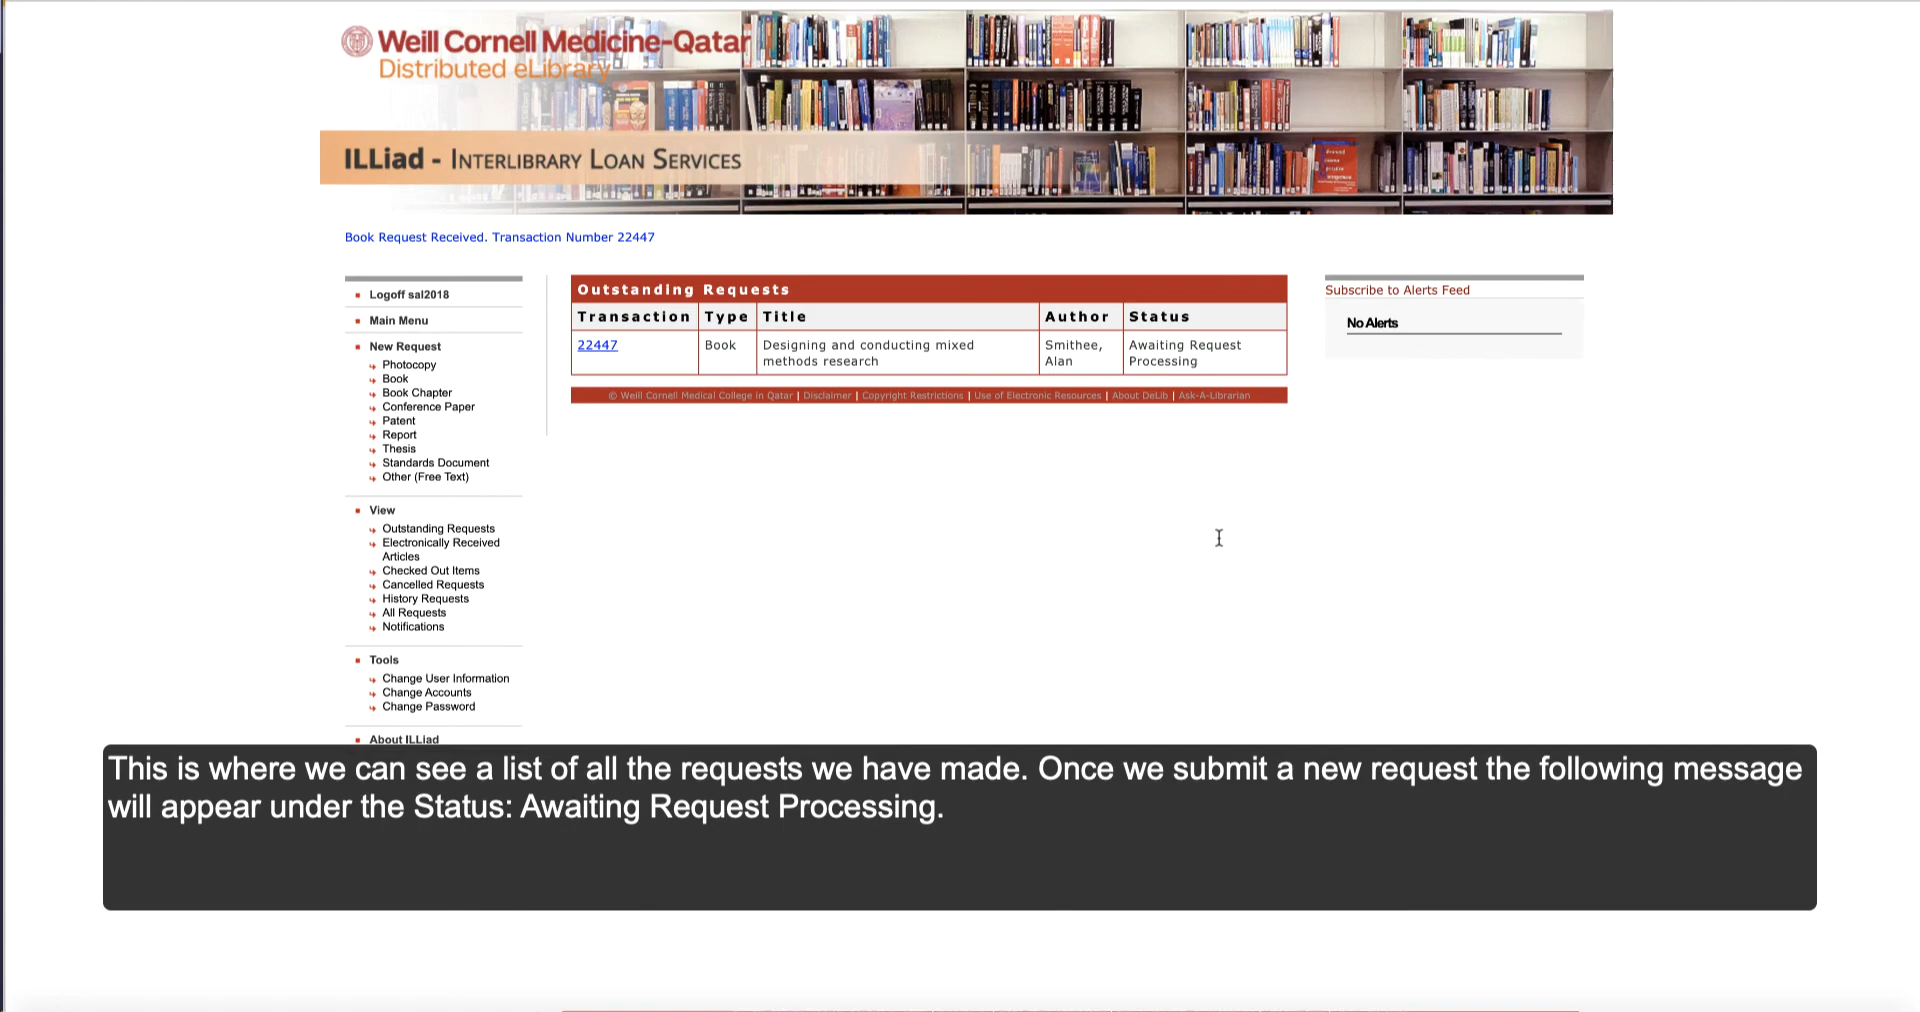 Weill Cornell Medicine-Qatar
Distributed eLibrary
ILLiad - Interlibrary Loan Services
Book Request Received. Transaction Number 22447
Logoff sal2018
Main Menu
New Request
Photocopy
Book
Book Chapter
Conference Paper
Patent
Report
Thesis
Standards Document
Other (Free Text)
View
Outstanding Requests
Electronically Received
Articles
Checked Out Items
Cancelled Requests
History Requests
All Requests
Notifications
Tools
Change User Information
Change Accounts
Change Password
About ILLiad
Outstanding Requests
Transaction Type Title Author Status
22447 Book Designing and conducting mixed Smithee, Awaiting Request
methods research Alan Processing
© Weill Cornell Medical College in Qatar | Disclaimer | Copyright Restrictions | Use of Electronic Resources | About DeLib | Ask-A-Librarian
Subscribe to Alerts Feed
No Alerts
This is where we can see a list of all the requests we have made. Once we submit a new request the following message
will appear under the Status: Awaiting Request Processing.